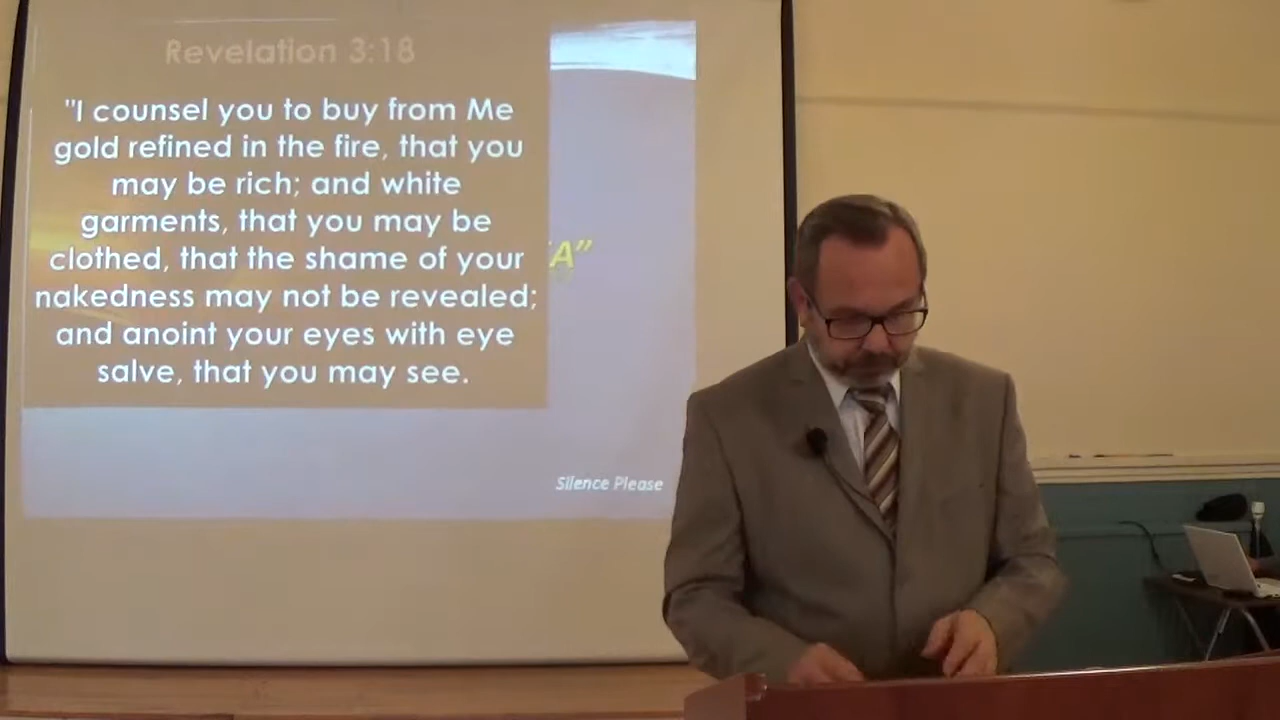 Revelation 3:18
"I counsel you to buy from Me
gold refined in the fire, that you
may be rich; and white
garments, that you may be
clothed, that the shame of your
nakedness may not be revealed;
and anoint your eyes with eye
salve, that you may see.
Silence Please